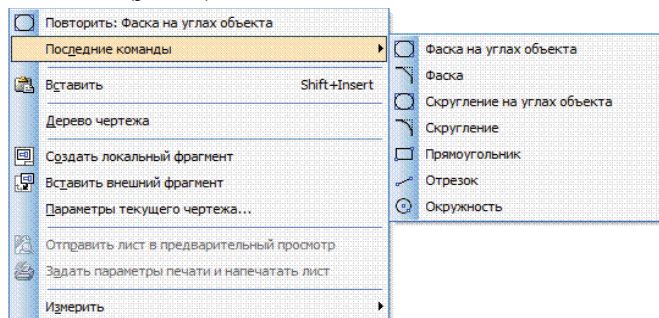 Повторить: Фаска на углах объекта
Последние команды
Вставить Shift+Insert
Дерево чертежа
Создать локальный фрагмент
Вставить внешний фрагмент
Параметры текущего чертежа...
Отправить лист в предварительный просмотр
Задать параметры печати и напечатать лист
Измерить
Фаска на углах объекта
Фаска
Скругление на углах объекта
Скругление
Прямоугольник
Отрезок
Окружность